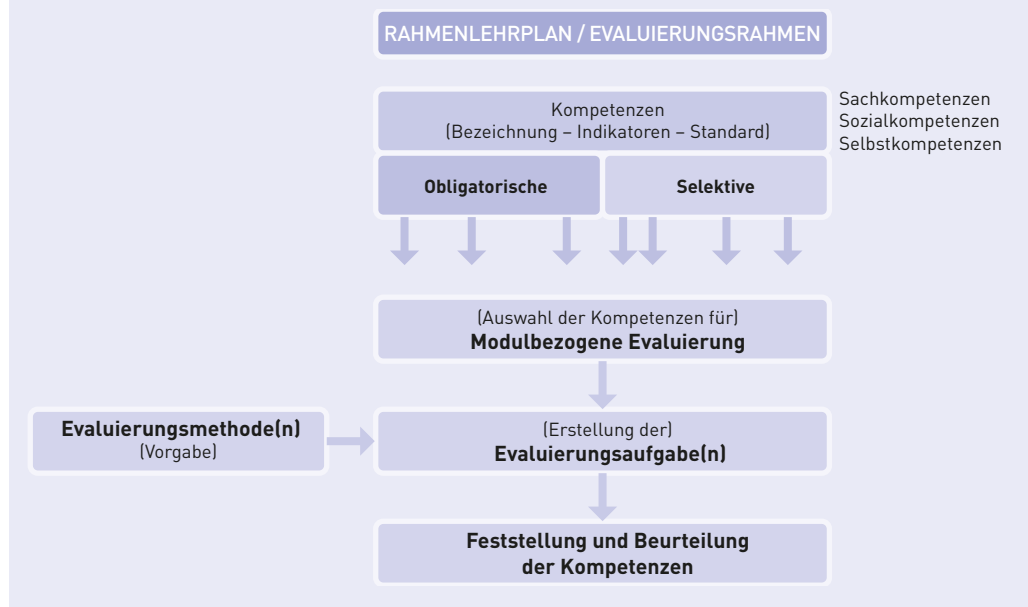 RAHMENLEHRPLAN / EVALUIERUNGSRAHMEN
Kompetenzen
(Bezeichnung – Indikatoren – Standard)
Sachkompetenzen
Sozialkompetenzen
Selbstkompetenzen
Obligatorische
Selektive
(Auswahl der Kompetenzen für)
Modulbezogene Evaluierung
Evaluierungsmethode(n)
(Vorgabe)
(Erstellung der)
Evaluierungsaufgabe(n)
Feststellung und Beurteilung
der Kompetenzen